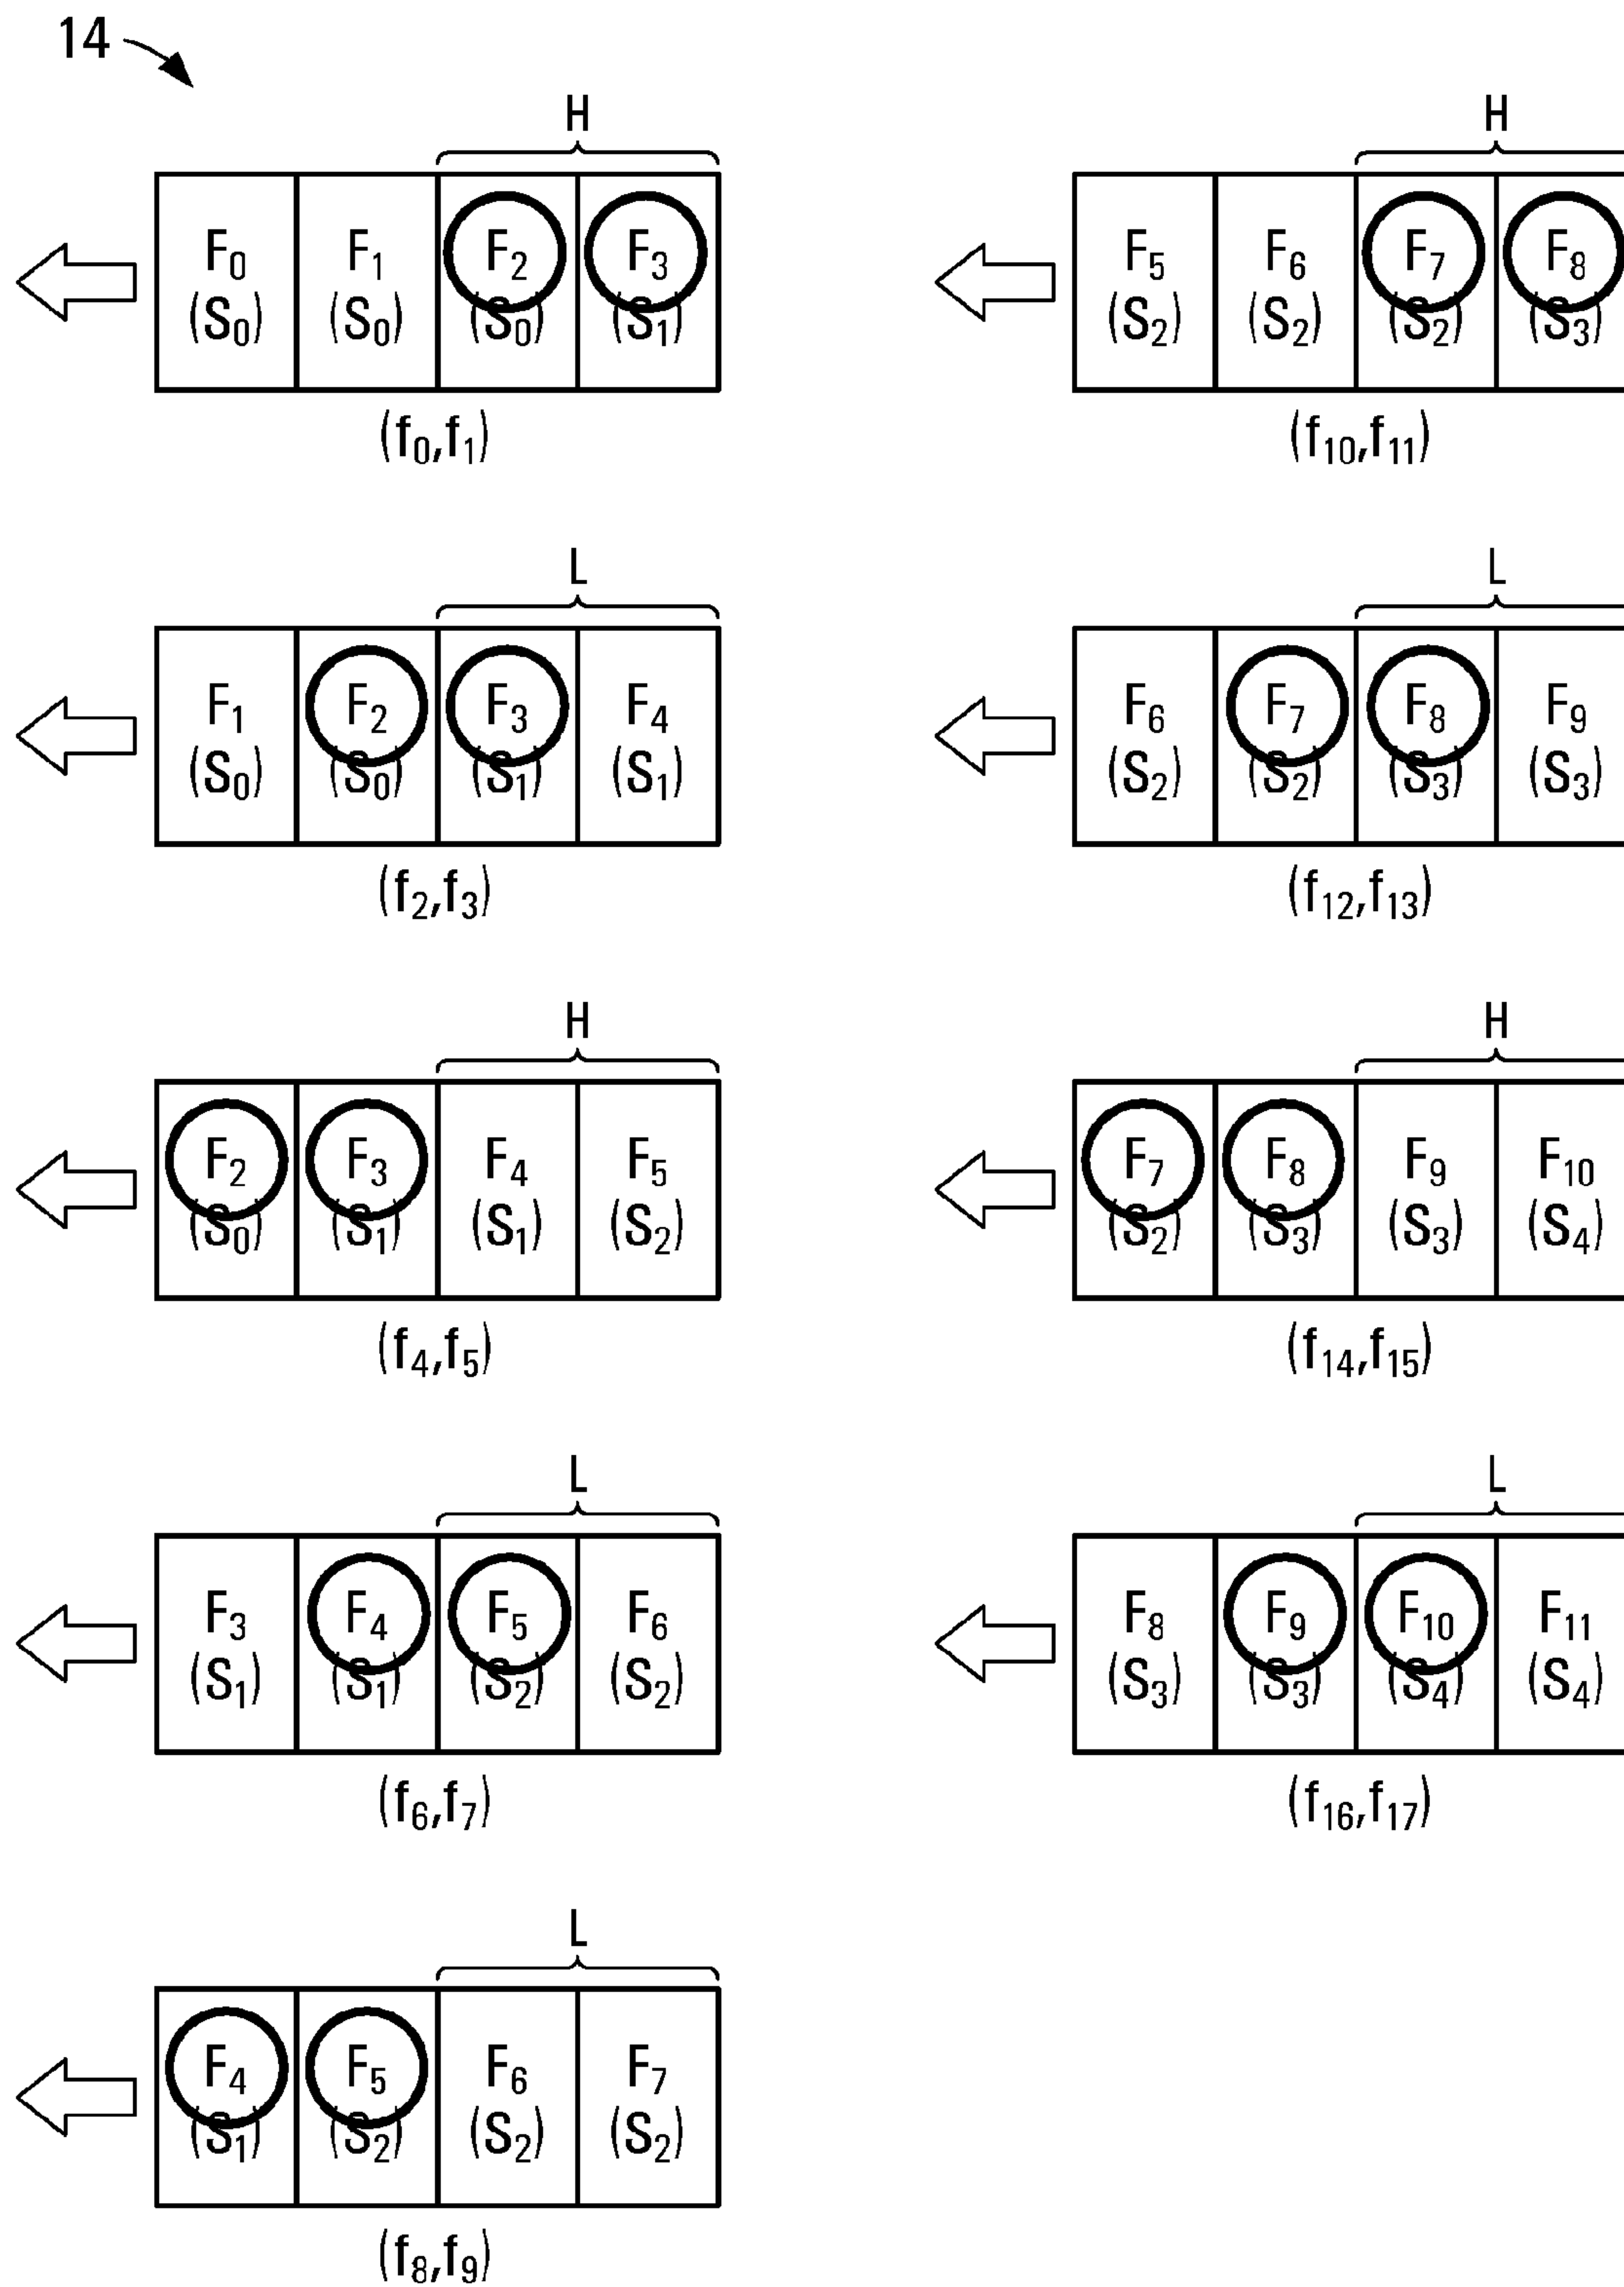 14
H
F₀ F₁ F₂ F₃
(S₀) (S₀) (S₀) (S₁)
(f₀,f₁)
L
F₁ F₂ F₃ F₄
(S₀) (S₀) (S₁) (S₁)
(f₂,f₃)
H
F₂ F₃ F₄ F₅
(S₀) (S₁) (S₁) (S₂)
(f₄,f₅)
L
F₃ F₄ F₅ F₆
(S₁) (S₁) (S₂) (S₂)
(f₆,f₇)
L
F₄ F₅ F₆ F₇
(S₁) (S₂) (S₂) (S₂)
(f₈,f₉)
H
F₅ F₆ F₇ F₈
(S₂) (S₂) (S₂) (S₃)
(f₁₀,f₁₁)
L
F₆ F₇ F₈ F₉
(S₂) (S₂) (S₃) (S₃)
(f₁₂,f₁₃)
H
F₇ F₈ F₉ F₁₀
(S₂) (S₃) (S₃) (S₄)
(f₁₄,f₁₅)
L
F₈ F₉ F₁₀ F₁₁
(S₃) (S₃) (S₄) (S₄)
(f₁₆,f₁₇)